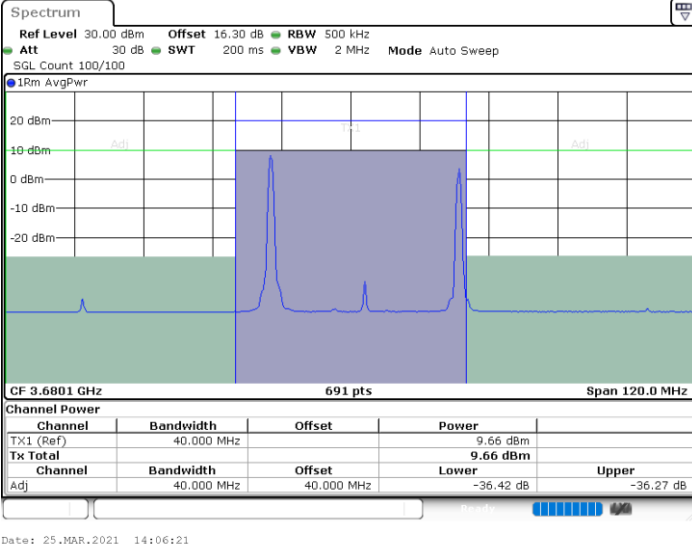 Spectrum
Ref Level 30.00 dBm Offset 16.30 dB RBW 500 kHz
Att 30 dB SWT 200 ms VBW 2 MHz Mode Auto Sweep
SGL Count 100/100
1Rm AvgPwr
20 dBm
TX1
Adj
Adj
10 dBm
0 dBm
-10 dBm
-20 dBm
CF 3.6801 GHz 691 pts Span 120.0 MHz
Channel Power
Channel Bandwidth Offset Power
TX1 (Ref) 40.000 MHz 9.66 dBm
Tx Total 9.66 dBm
Channel Bandwidth Offset Lower Upper
Adj 40.000 MHz 40.000 MHz -36.42 dB -36.27 dB
Ready
Date: 25.MAR.2021 14:06:21